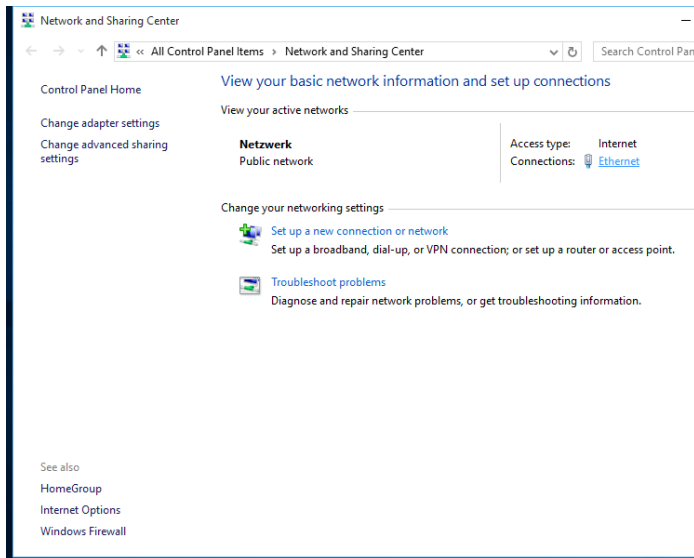 Network and Sharing Center
« All Control Panel Items > Network and Sharing Center
Search Control Pan
Control Panel Home
Change adapter settings
Change advanced sharing
settings
View your basic network information and set up connections
View your active networks
Netzwerk
Public network
Access type: Internet
Connections: Ethernet
Change your networking settings
Set up a new connection or network
Set up a broadband, dial-up, or VPN connection; or set up a router or access point.
Troubleshoot problems
Diagnose and repair network problems, or get troubleshooting information.
See also
HomeGroup
Internet Options
Windows Firewall